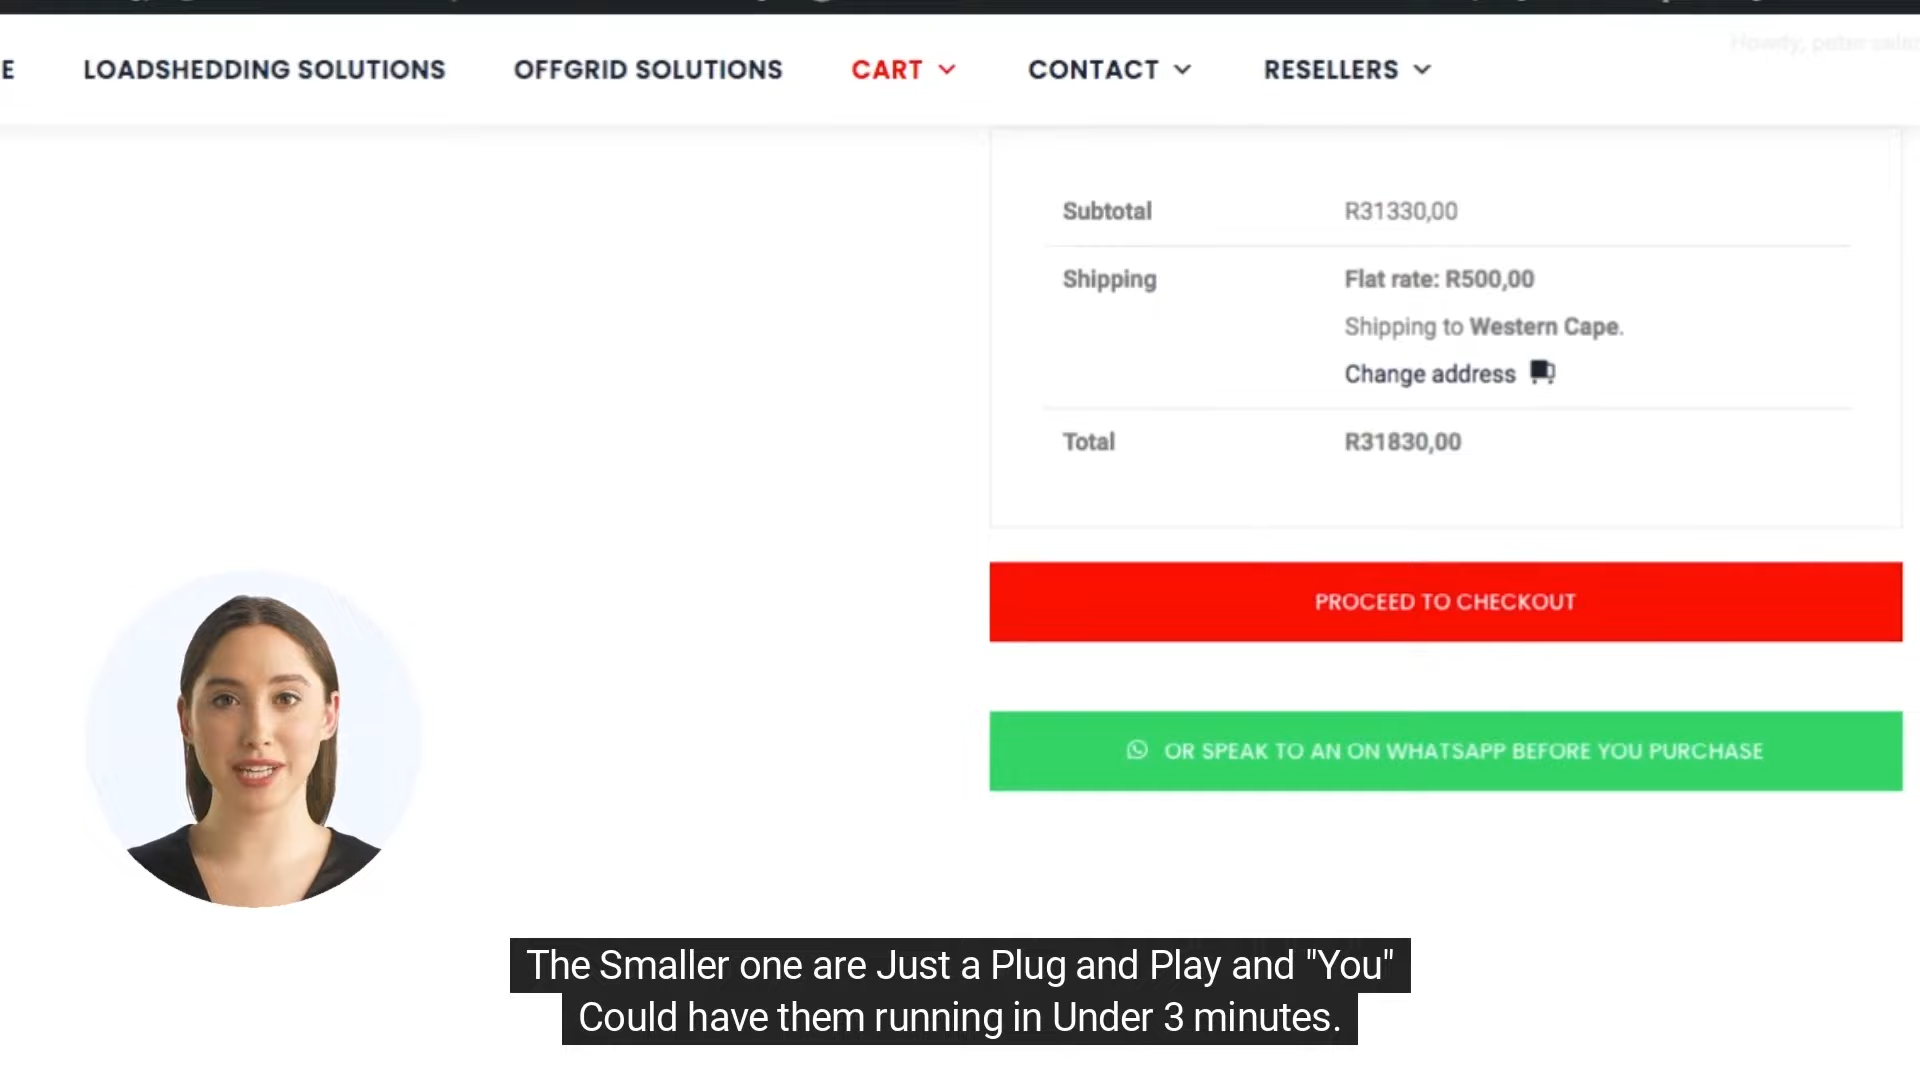 E LOADSHEDDING SOLUTIONS OFFGRID SOLUTIONS CART CONTACT RESELLERS
Subtotal R31330,00
Shipping Flat rate: R500,00
Shipping to Western Cape.
Change address
Total R31830,00
PROCEED TO CHECKOUT
OR SPEAK TO AN ON WHATSAPP BEFORE YOU PURCHASE
The Smaller one are Just a Plug and Play and "You"
Could have them running in Under 3 minutes.